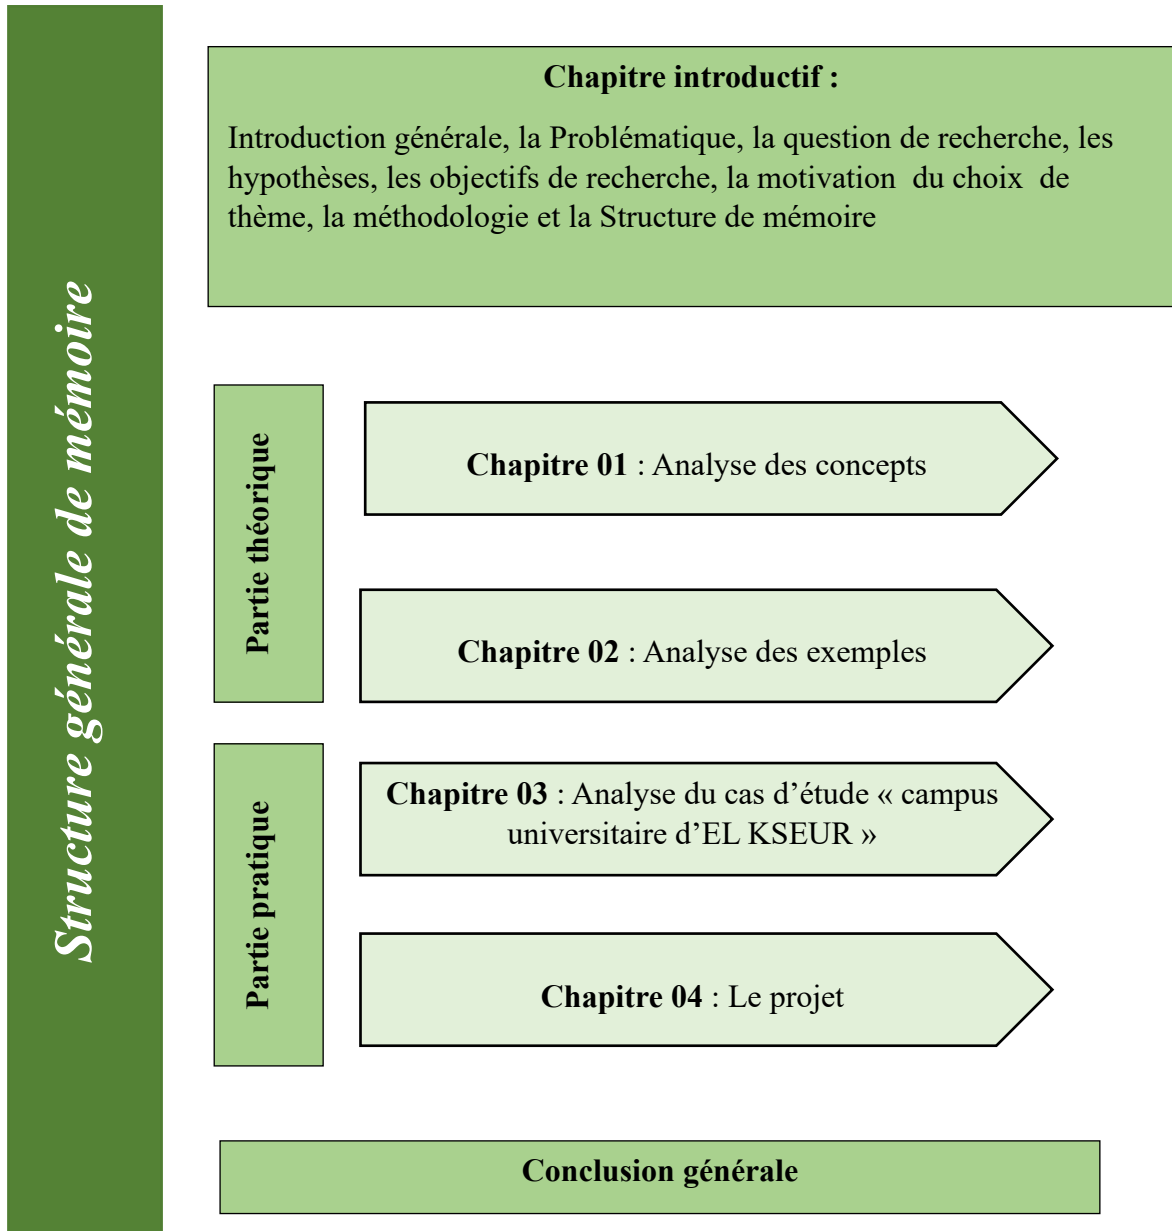 Structure générale de mémoire
Chapitre introductif :
Introduction générale, la Problématique, la question de recherche, les
hypothèses, les objectifs de recherche, la motivation du choix de
thème, la méthodologie et la Structure de mémoire
Partie théorique
Chapitre 01 : Analyse des concepts
Chapitre 02 : Analyse des exemples
Partie pratique
Chapitre 03 : Analyse du cas d’étude « campus
universitaire d’EL KSEUR »
Chapitre 04 : Le projet
Conclusion générale